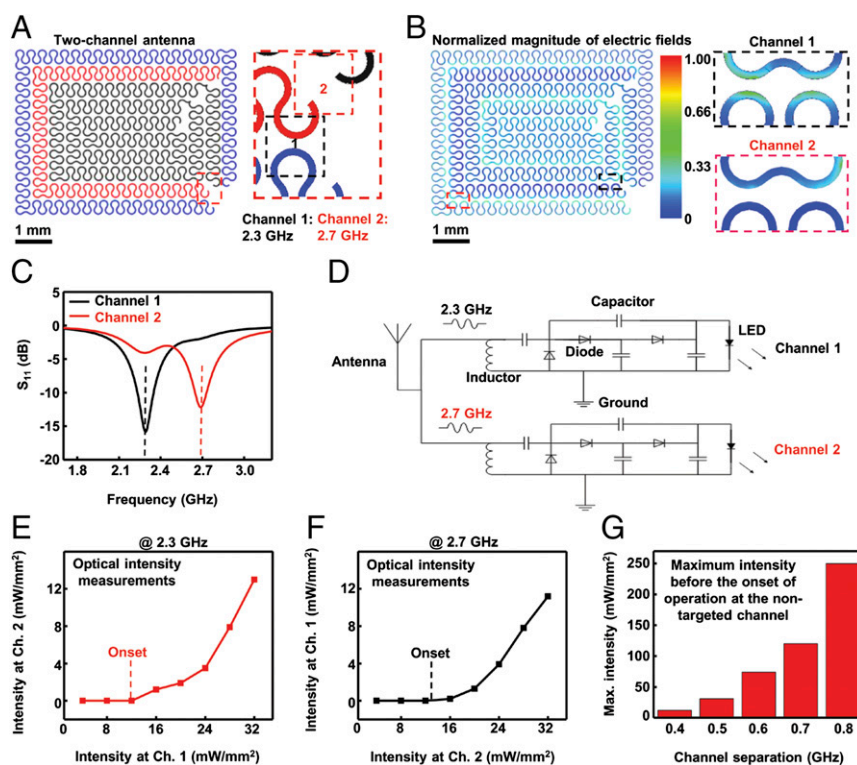 A
Two-channel antenna
2
1
1 mm
Channel 1: Channel 2:
2.3 GHz 2.7 GHz
B
Normalized magnitude of electric fields
1.00
0.66
0.33
0
Channel 1
Channel 2
1 mm
C
Channel 1
Channel 2
S11 (dB)
5
0
-5
-10
-15
-20
1.8 2.1 2.4 2.7 3.0
Frequency (GHz)
D
Antenna
2.3 GHz
Capacitor
LED
Diode
Inductor
Channel 1
Ground
2.7 GHz
Channel 2
E
@ 2.3 GHz
Optical intensity
measurements
Onset
Intensity at Ch. 2 (mW/mm²)
12
8
4
0
0 8 16 24 32
Intensity at Ch. 1 (mW/mm²)
F
@ 2.7 GHz
Optical intensity
measurements
Onset
Intensity at Ch. 1 (mW/mm²)
12
8
4
0
0 8 16 24 32
Intensity at Ch. 2 (mW/mm²)
G
Maximum intensity
before the onset of
operation at the non-
targeted channel
Max. intensity (mW/mm²)
250
200
150
100
50
0
0.4 0.5 0.6 0.7 0.8
Channel separation (GHz)